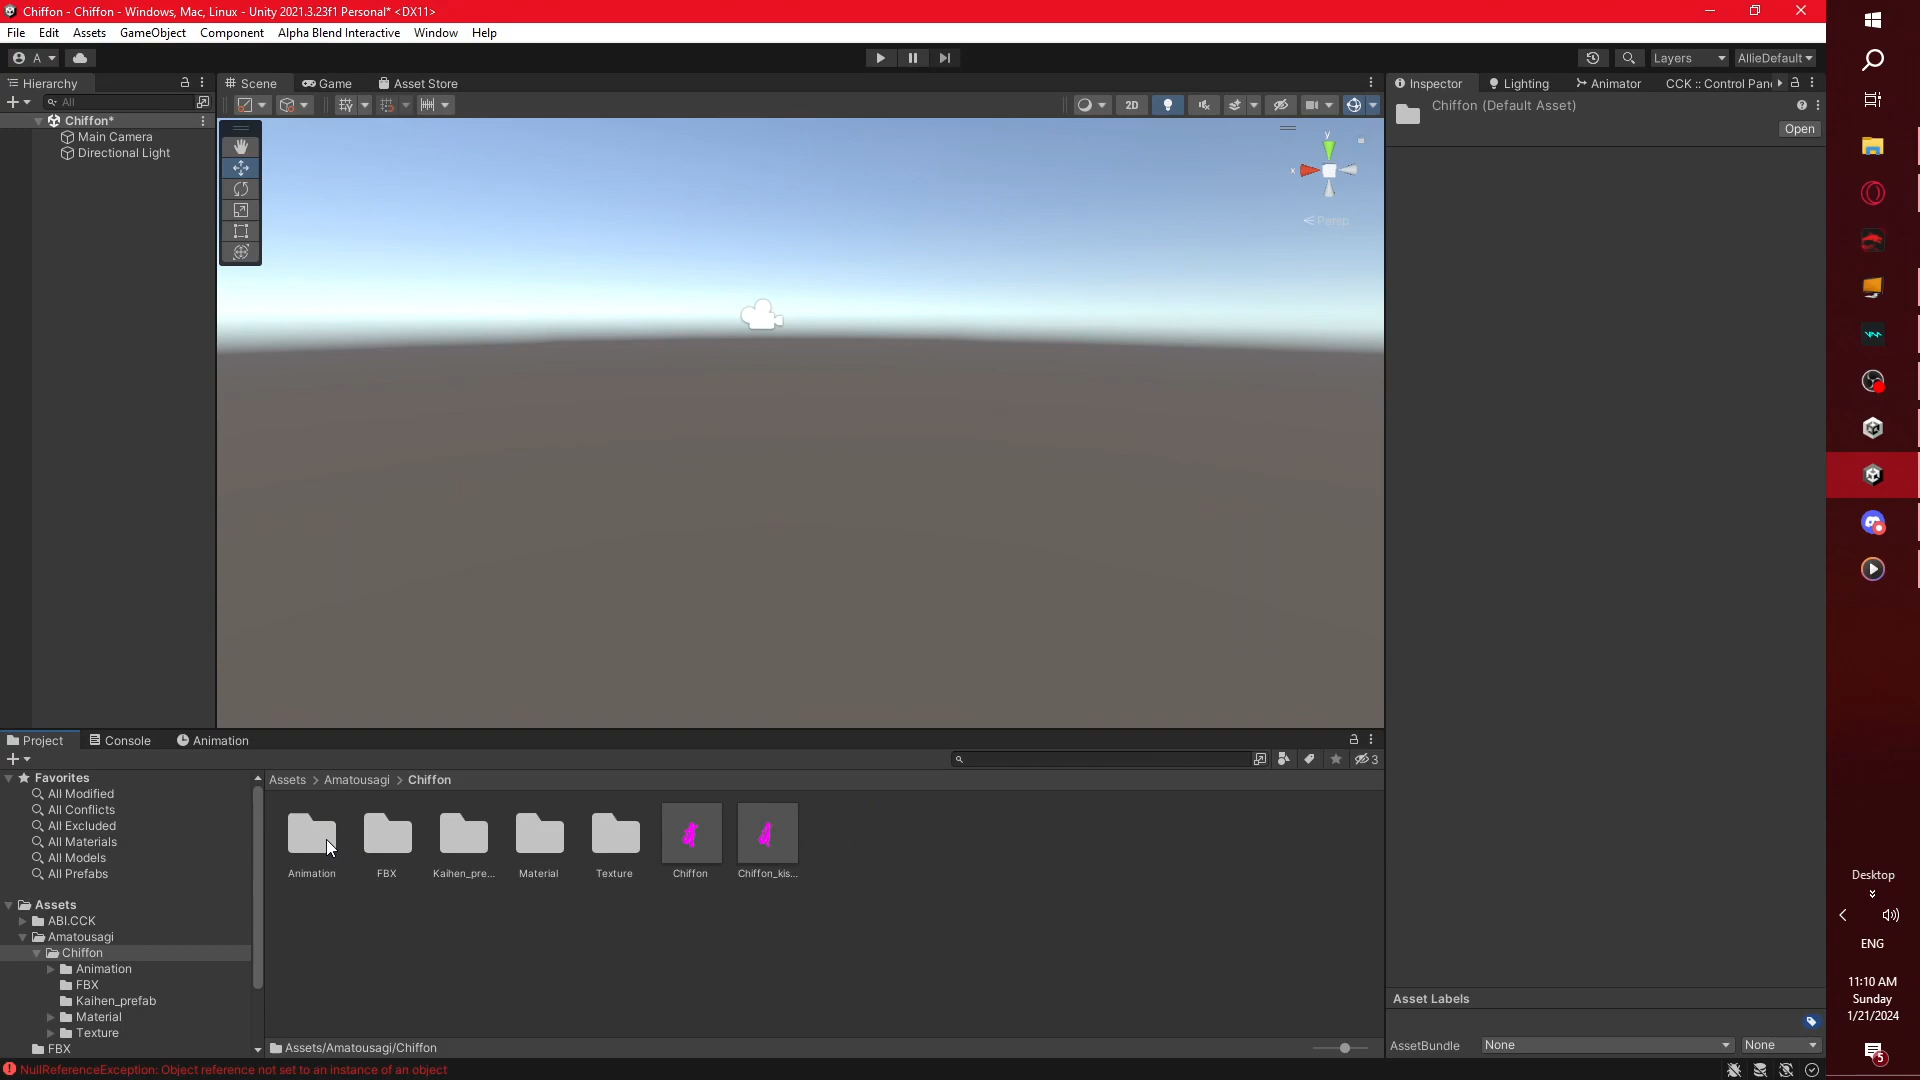 Chiffon - Chiffon - Windows, Mac, Linux - Unity 2021.3.23f1 Personal* <DX11>
File Edit Assets GameObject Component Alpha Blend Interactive Window Help
A Layers AllieDefault
Hierarchy Scene Game Asset Store Inspector Lighting Animator CCK :: Control Pane
All 2D Chiffon (Default Asset)
Open
Chiffon*
Main Camera
Directional Light
y
x
Persp
Project Console Animation
3
Favorites
All Modified
All Conflicts
All Excluded
All Materials
All Models
All Prefabs
Assets
ABI.CCK
Amatousagi
Chiffon
Animation
FBX
Kaihen_prefab
Material
Texture
FBX
Assets > Amatousagi > Chiffon
Animation FBX Kaihen_pre... Material Texture Chiffon Chiffon_kis...
Assets/Amatousagi/Chiffon
Asset Labels
AssetBundle None None
NullReferenceException: Object reference not set to an instance of an object
Desktop
ENG
11:10 AM
Sunday
1/21/2024
5